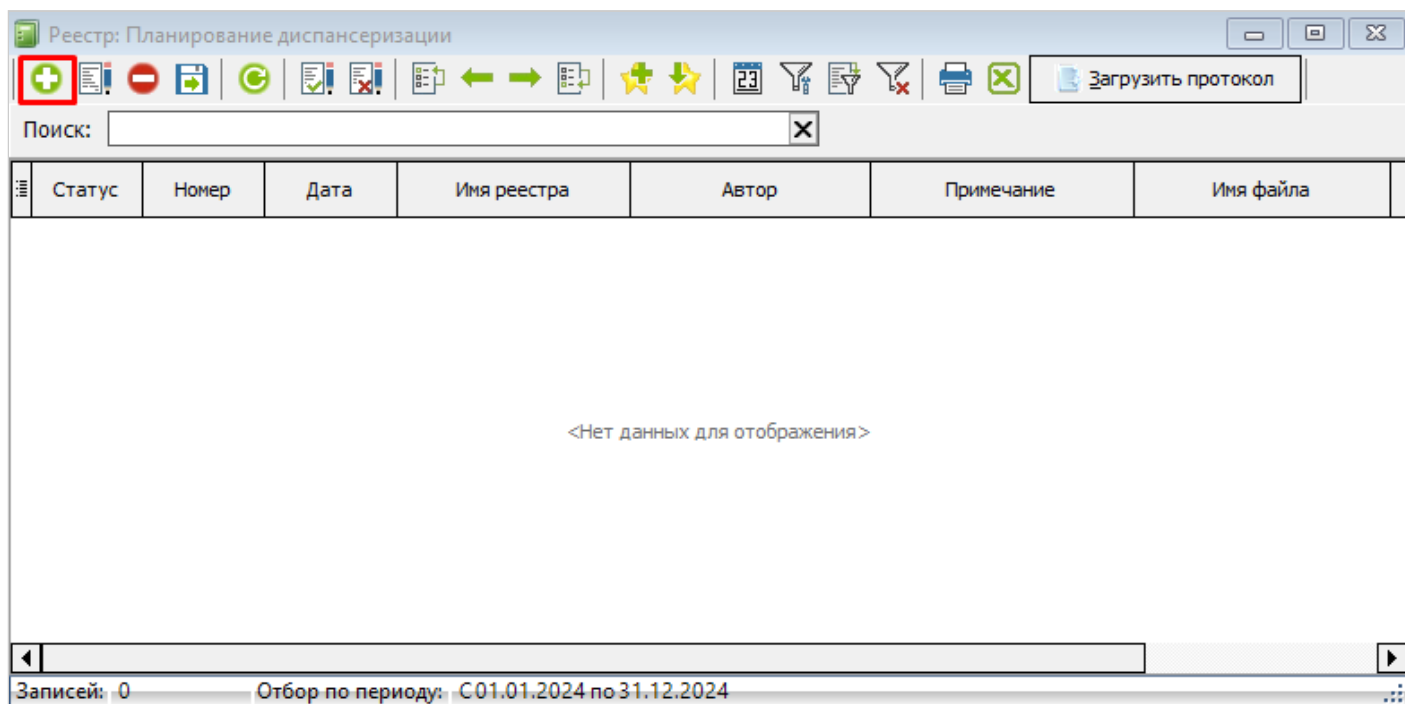 Реестр: Планирование диспансеризации
23 Загрузить протокол
Поиск:
Статус Номер Дата Имя реестра Автор Примечание Имя файла
<Нет данных для отображения>
Записей: 0 Отбор по периоду: С 01.01.2024 по 31.12.2024